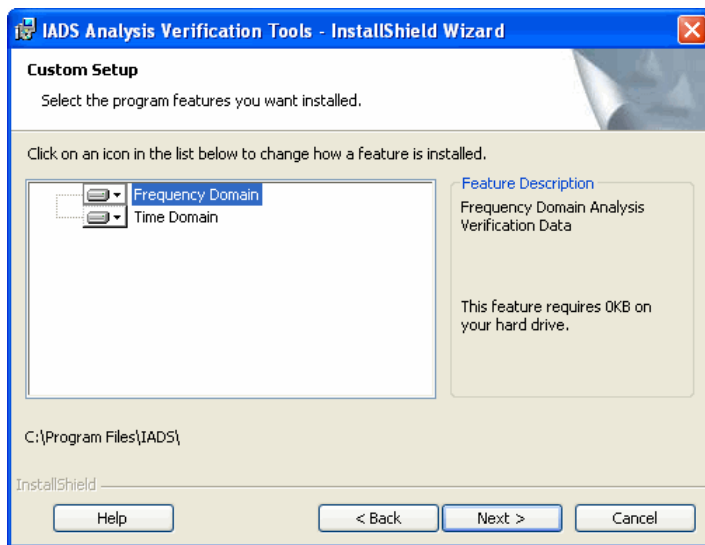 IADS Analysis Verification Tools - InstallShield Wizard
Custom Setup
Select the program features you want installed.
Click on an icon in the list below to change how a feature is installed.
Frequency Domain
Time Domain
Feature Description
Frequency Domain Analysis
Verification Data
This feature requires 0KB on
your hard drive.
C:\Program Files\IADS\
InstallShield
Help
< Back
Next >
Cancel